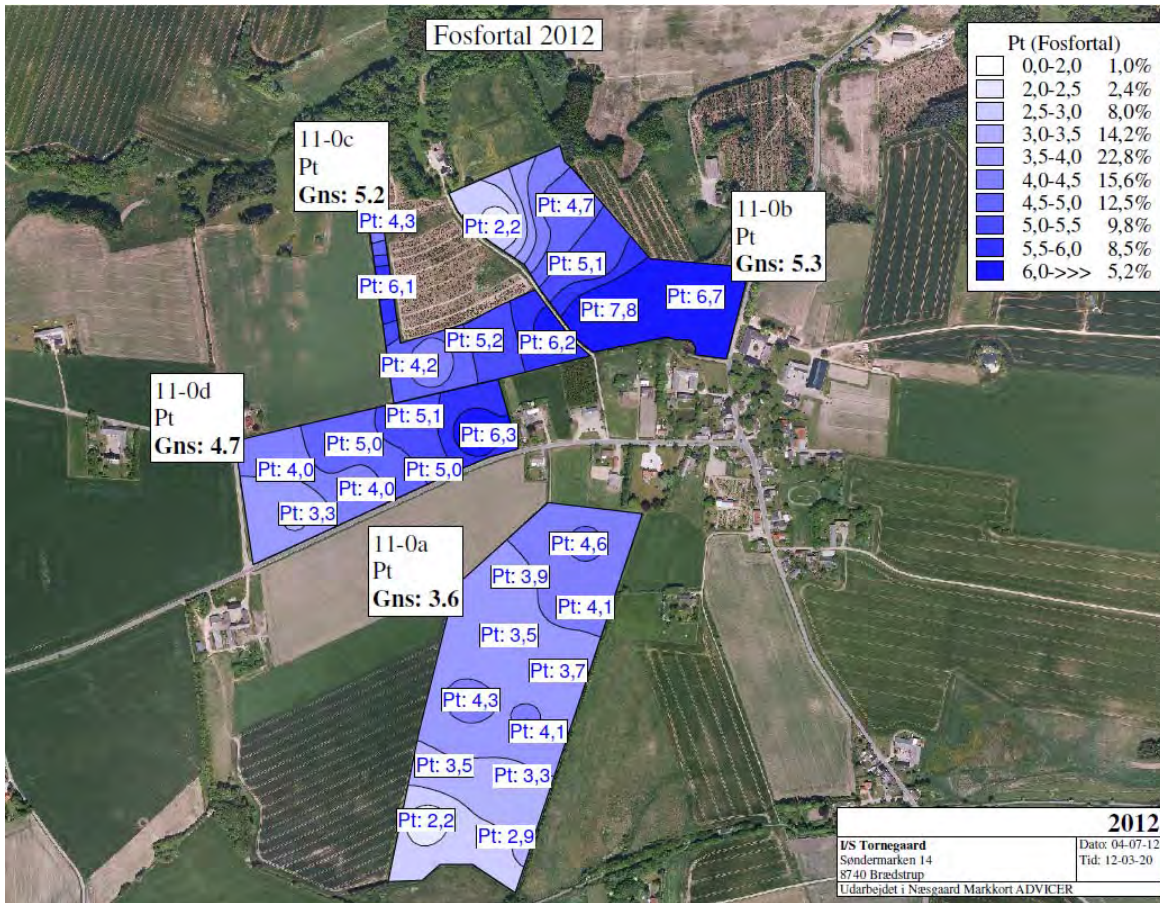 Fosfortal 2012
Pt (Fosfortal)
0,0-2,0 1,0%
2,0-2,5 2,4%
2,5-3,0 8,0%
3,0-3,5 14,2%
3,5-4,0 22,8%
4,0-4,5 15,6%
4,5-5,0 12,5%
5,0-5,5 9,8%
5,5-6,0 8,5%
6,0->>> 5,2%
11-0c
Pt
Gns: 5.2
Pt: 4,3
Pt: 6,1
Pt: 4,2
Pt: 5,2
Pt: 6,2
11-0b
Pt
Gns: 5.3
Pt: 2,2
Pt: 4,7
Pt: 5,1
Pt: 7,8
Pt: 6,7
11-0d
Pt
Gns: 4.7
Pt: 5,1
Pt: 6,3
Pt: 5,0
Pt: 5,0
Pt: 4,0
Pt: 4,0
Pt: 3,3
11-0a
Pt
Gns: 3.6
Pt: 4,6
Pt: 3,9
Pt: 4,1
Pt: 3,5
Pt: 3,7
Pt: 4,3
Pt: 4,1
Pt: 3,5
Pt: 3,3
Pt: 2,2
Pt: 2,9
2012
I/S Tornegaard
Søndermarken 14
8740 Brædstrup
Dato: 04-07-12
Tid: 12-03-20
Udarbejdet i Næsgaard Markkort ADVICER